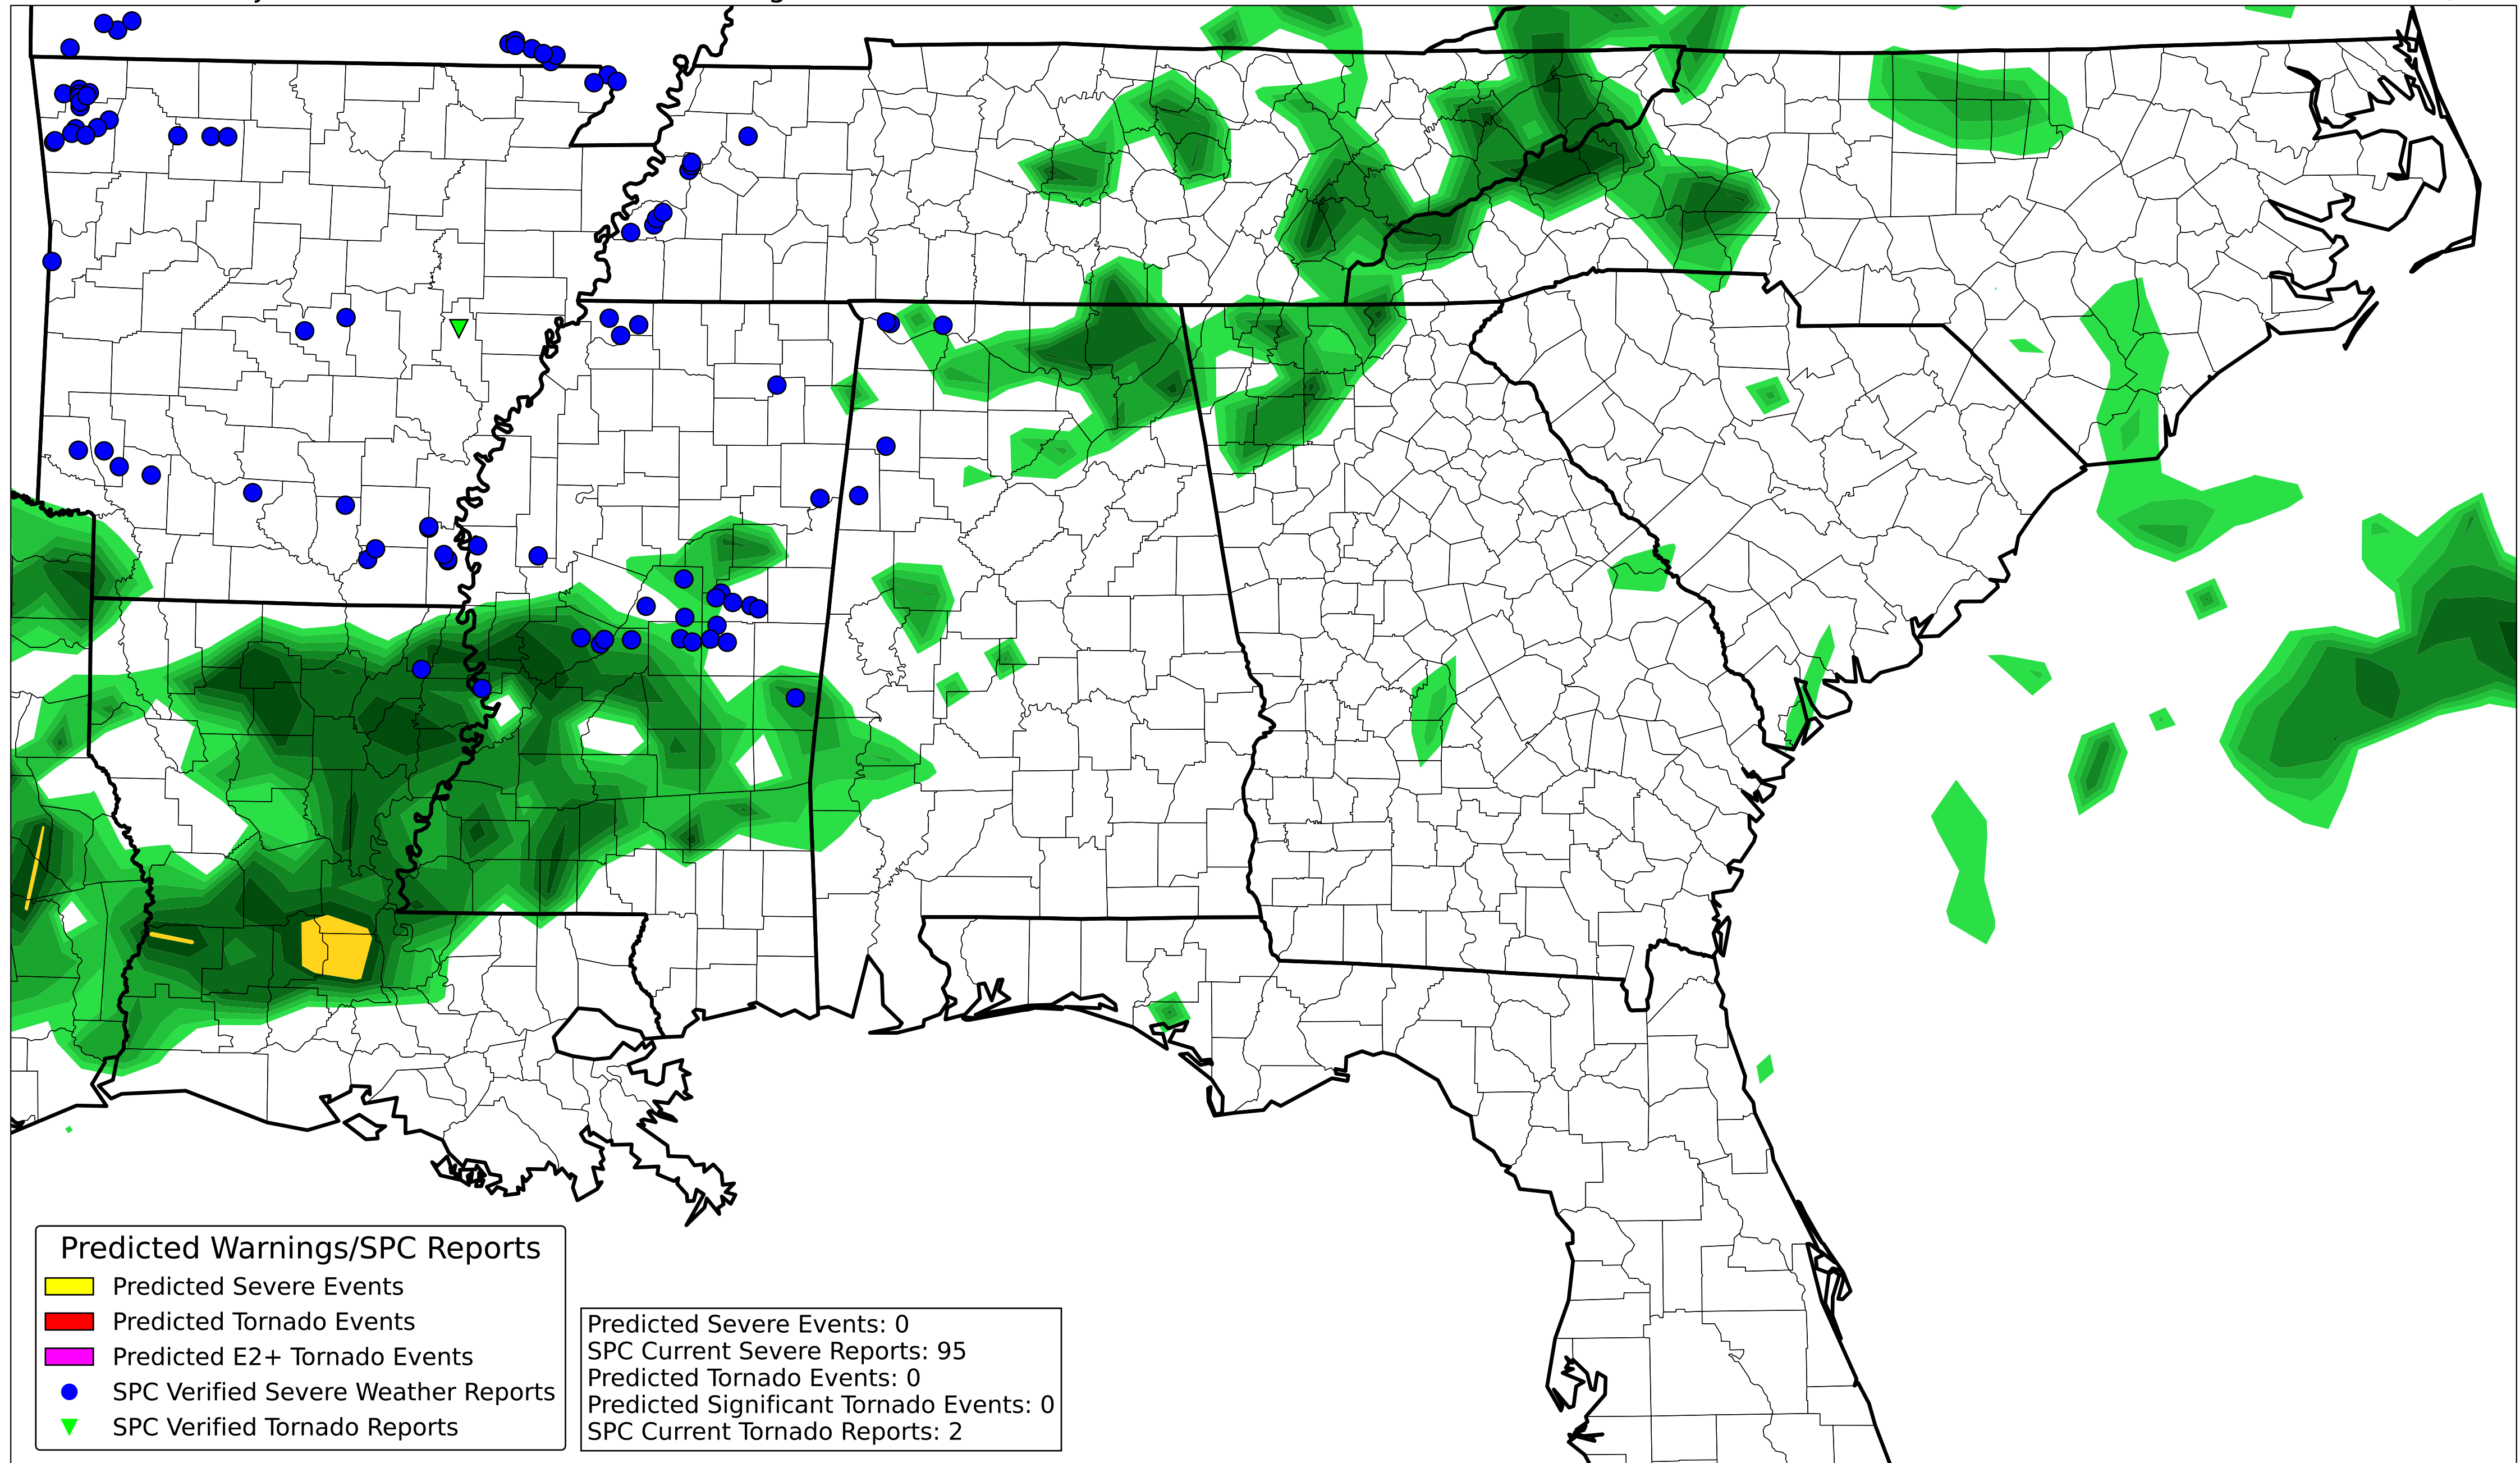 Predicted Warnings/SPC Reports
Predicted Severe Events
Predicted Tornado Events
Predicted E2+ Tornado Events
SPC Verified Severe Weather Reports
SPC Verified Tornado Reports
Predicted Severe Events: 0
SPC Current Severe Reports: 95
Predicted Tornado Events: 0
Predicted Significant Tornado Events: 0
SPC Current Tornado Reports: 2